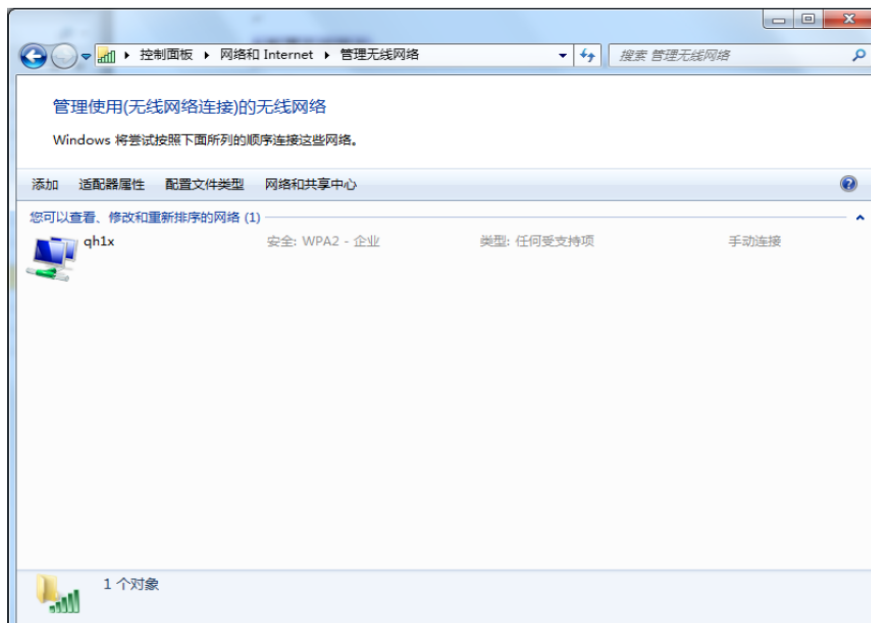 控制面板 网络和 Internet 管理无线网络 搜索 管理无线网络
管理使用(无线网络连接)的无线网络
Windows 将尝试按照下面所列的顺序连接这些网络。
添加 适配器属性 配置文件类型 网络和共享中心
您可以查看、修改和重新排序的网络 (1)
qh1x 安全: WPA2 - 企业 类型: 任何受支持项 手动连接
1 个对象